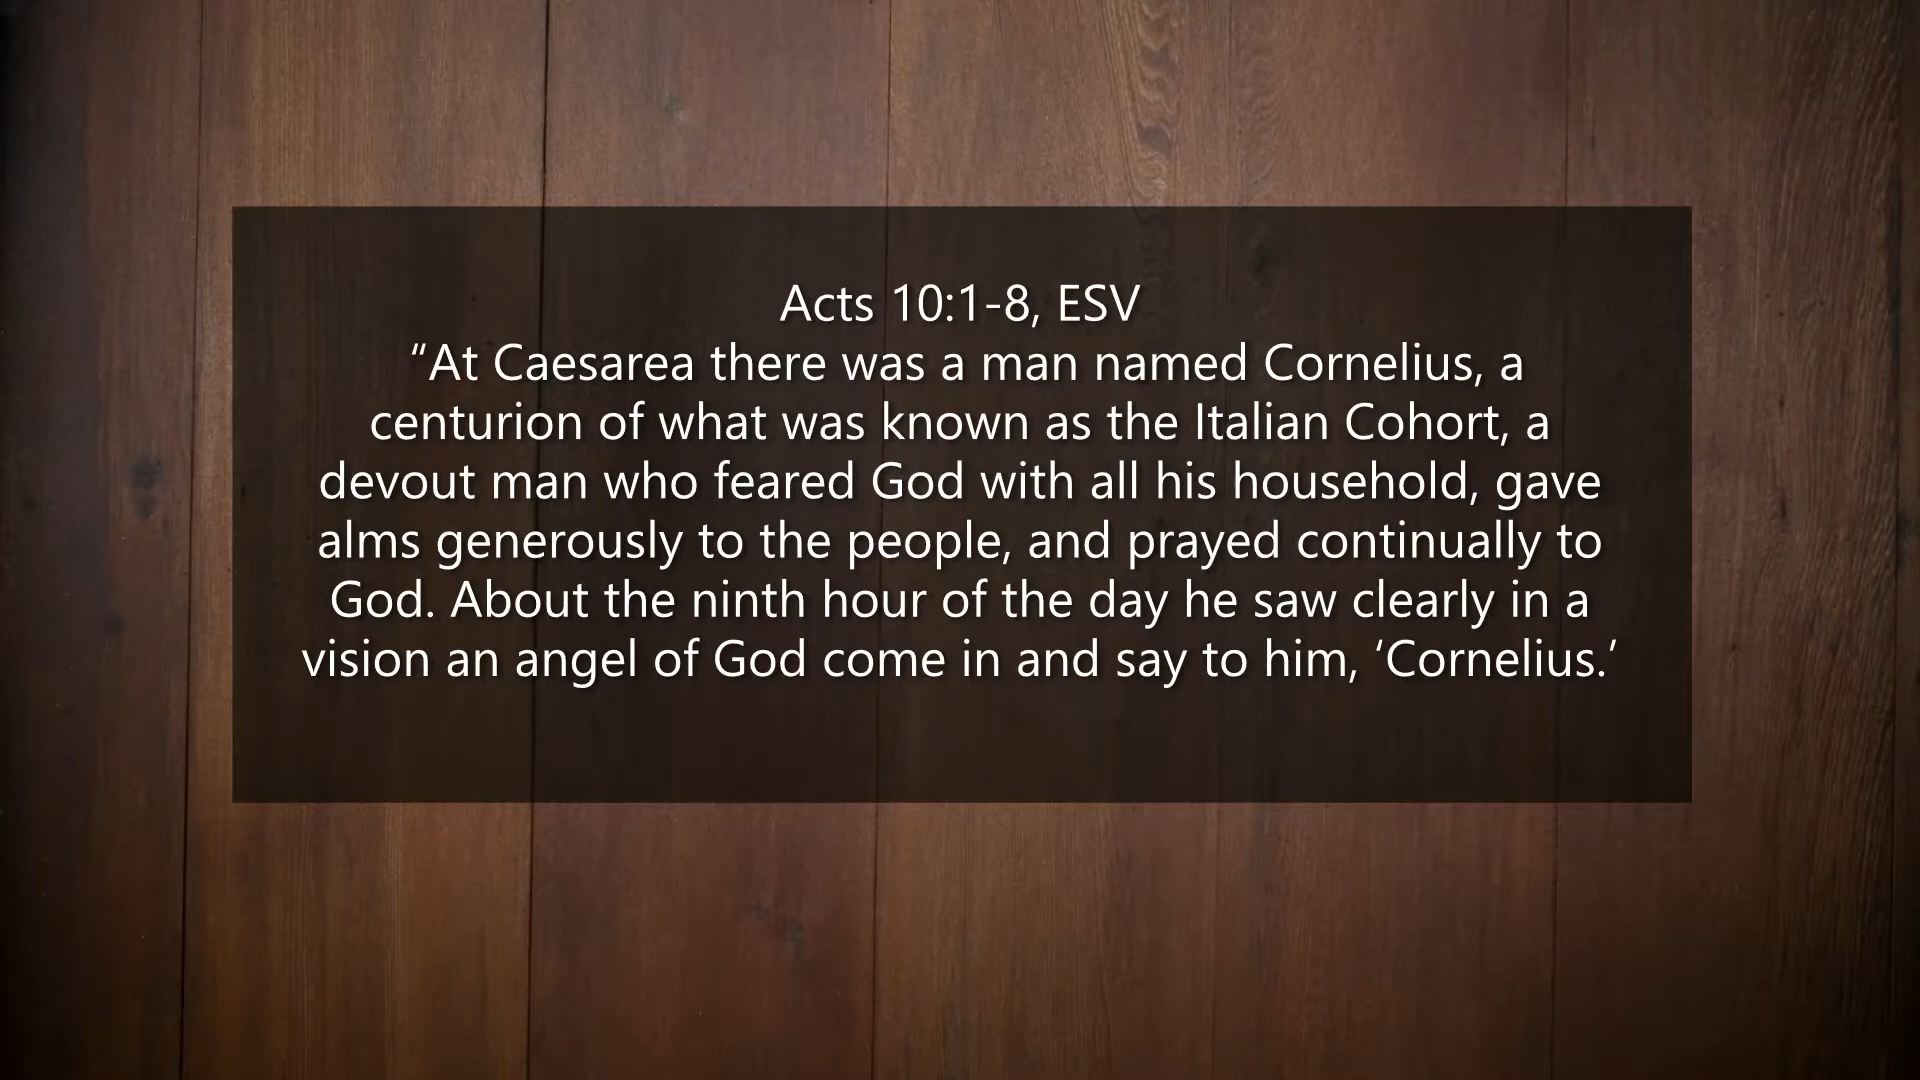 Acts 10:1-8, ESV
“At Caesarea there was a man named Cornelius, a
centurion of what was known as the Italian Cohort, a
devout man who feared God with all his household, gave
alms generously to the people, and prayed continually to
God. About the ninth hour of the day he saw clearly in a
vision an angel of God come in and say to him, ‘Cornelius.’